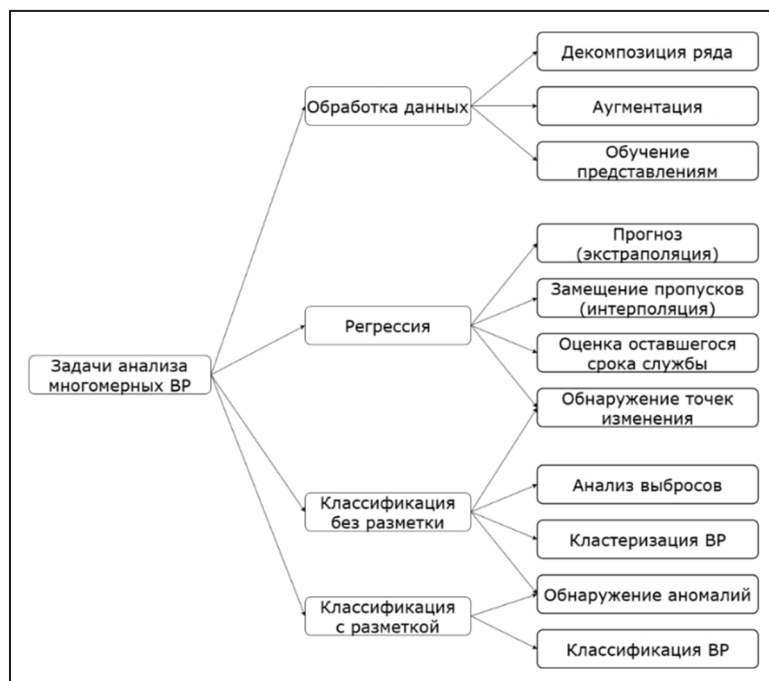 Задачи анализа
многомерных ВР
Обработка данных
Регрессия
Классификация
без разметки
Классификация
с разметкой
Декомпозиция ряда
Аугментация
Обучение
представлениям
Прогноз
(экстраполяция)
Замещение пропусков
(интерполяция)
Оценка оставшегося
срока службы
Обнаружение точек
изменения
Анализ выбросов
Кластеризация ВР
Обнаружение аномалий
Классификация ВР